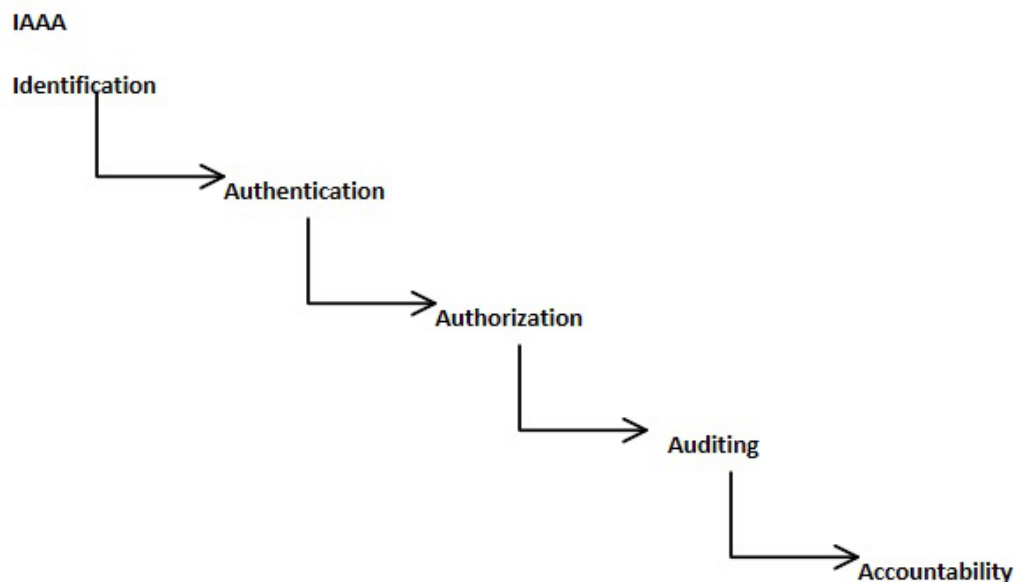 IAAA
Identification
Authentication
Authorization
Auditing
Accountability